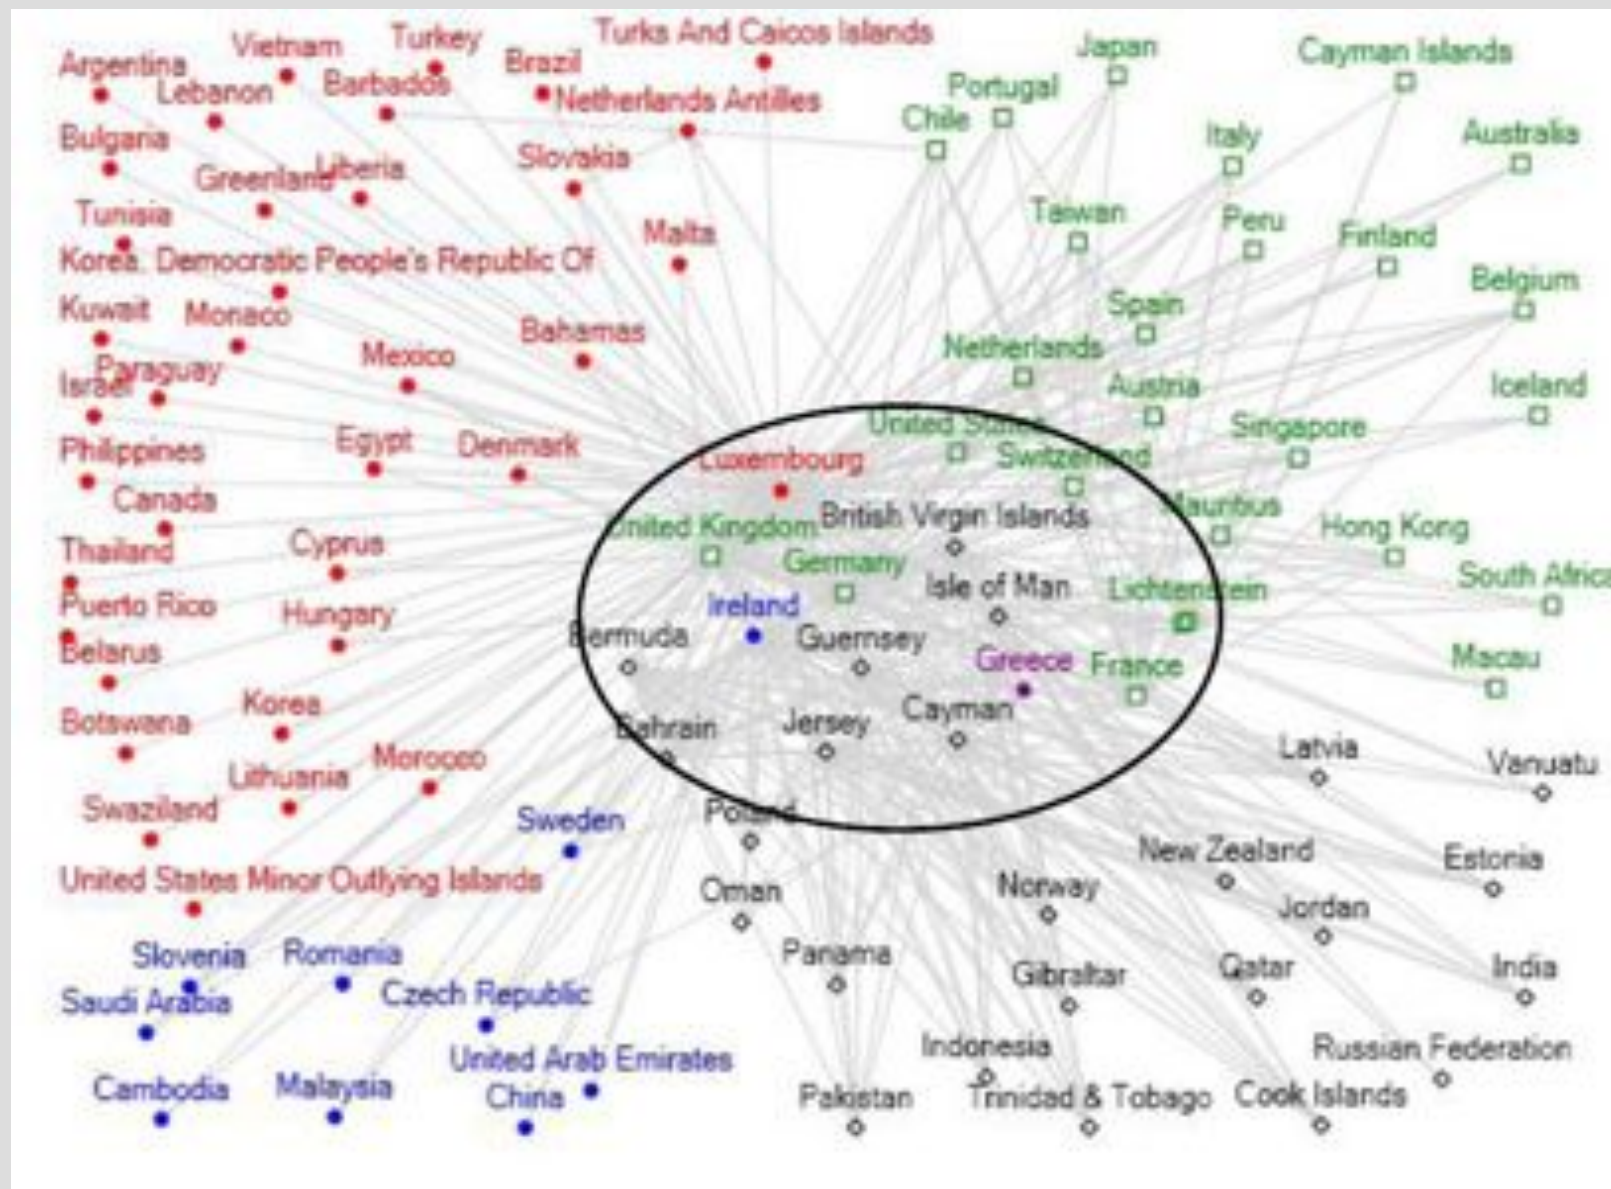 Turks And Caicos Islands
Turkey
Vietnam
Japan
Cayman Islands
Argentina
Brazil
Lebanon
Barbados
Portugal
Netherlands Antilles
Chile
Bulgaria
Italy
Australia
Slovakia
Greenland
Liberia
Tunisia
Taiwan
Peru
Malta
Finland
Korea. Democratic People's Republic Of
Belgium
Kuwait
Monaco
Spain
Bahamas
Netherlands
Mexico
Paraguay
Israel
Austria
Iceland
United States
Singapore
Egypt
Denmark
Philippines
Luxembourg
Switzerland
Canada
Mauritius
British Virgin Islands
United Kingdom
Hong Kong
Thailand
Cyprus
Germany
Isle of Man
Lichtenstein
South Africa
Puerto Rico
Hungary
Ireland
Bermuda
Guernsey
Belarus
Greece
France
Macau
Korea
Cayman
Botswana
Bahrain
Jersey
Latvia
Vanuatu
Morocco
Lithuania
Swaziland
Sweden
Poland
New Zealand
Estonia
United States Minor Outlying Islands
Oman
Norway
Jordan
Slovenia
Romania
Panama
Gibraltar
Qatar
India
Saudi Arabia
Czech Republic
Indonesia
Russian Federation
United Arab Emirates
Cambodia
Malaysia
China
Pakistan
Trinidad & Tobago
Cook Islands